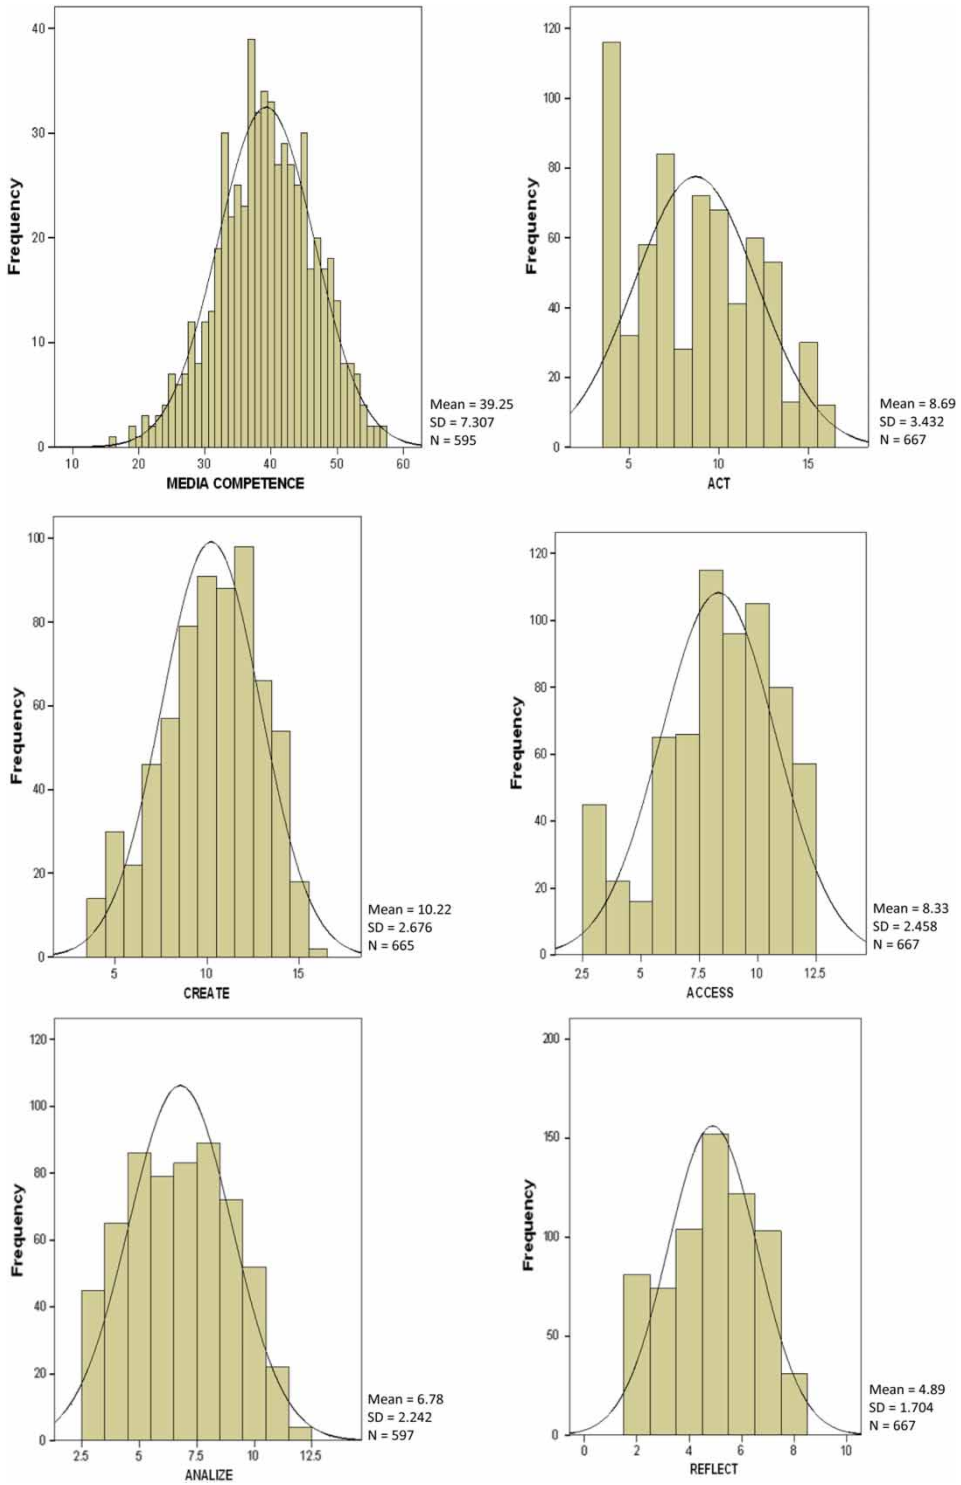 40
30
20
10
0
Frequency
10 20 30 40 50 60
MEDIA COMPETENCE
Mean = 39.25
SD = 7.307
N = 595
120
100
80
60
40
20
0
Frequency
5 10 15
ACT
Mean = 8.69
SD = 3.432
N = 667
100
80
60
40
20
0
Frequency
5 10 15
CREATE
Mean = 10.22
SD = 2.676
N = 665
120
100
80
60
40
20
0
Frequency
2.5 5 7.5 10 12.5
ACCESS
Mean = 8.33
SD = 2.458
N = 667
120
100
80
60
40
20
0
Frequency
2.5 5 7.5 10 12.5
ANALIZE
Mean = 6.78
SD = 2.242
N = 597
200
150
100
50
0
Frequency
0 2 4 6 8 10
REFLECT
Mean = 4.89
SD = 1.704
N = 667